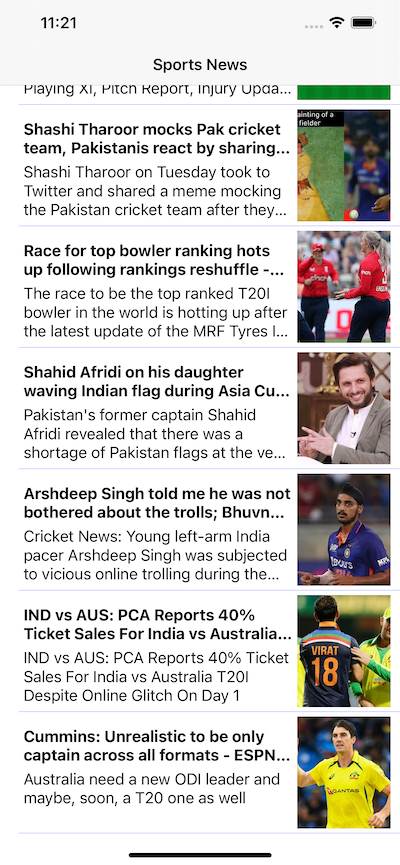 11:21
Sports News
Playing XI, Pitch Report, Injury Upda...
Shashi Tharoor mocks Pak cricket
team, Pakistanis react by sharing...
Shashi Tharoor on Tuesday took to
Twitter and shared a meme mocking
the Pakistan cricket team after they...
ainting of a
fielder
Race for top bowler ranking hots
up following rankings reshuffle -...
The race to be the top ranked T20I
bowler in the world is hotting up after
the latest update of the MRF Tyres I...
Shahid Afridi on his daughter
waving Indian flag during Asia Cu...
Pakistan's former captain Shahid
Afridi revealed that there was a
shortage of Pakistan flags at the ve...
Arshdeep Singh told me he was not
bothered about the trolls; Bhuvn...
Cricket News: Young left-arm India
pacer Arshdeep Singh was subjected
to vicious online trolling during the...
IND vs AUS: PCA Reports 40%
Ticket Sales For India vs Australia...
IND vs AUS: PCA Reports 40% Ticket
Sales For India vs Australia T20I
Despite Online Glitch On Day 1
VIRAT
18
Cummins: Unrealistic to be only
captain across all formats - ESPN...
Australia need a new ODI leader and
maybe, soon, a T20 one as well
QANTAS